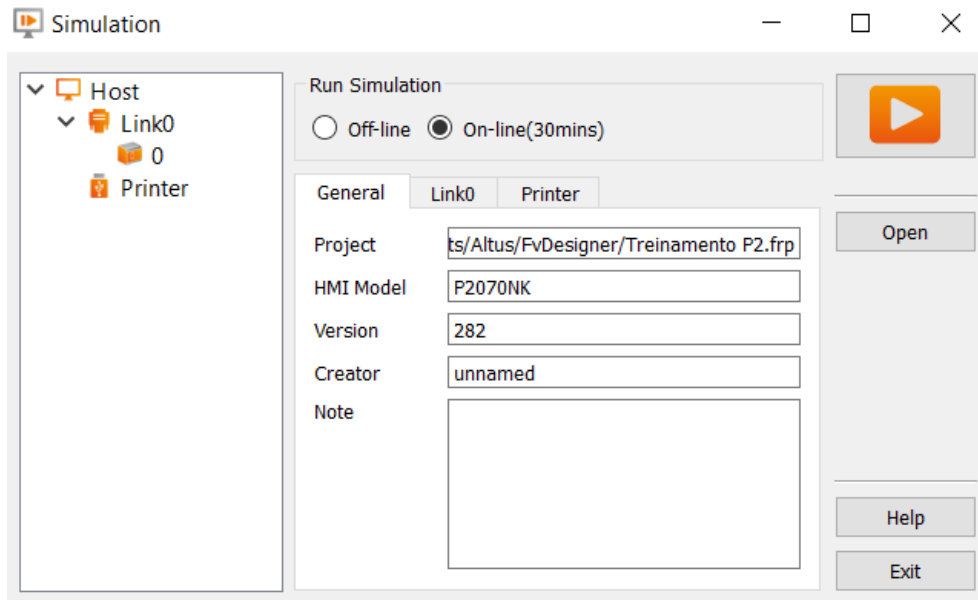 Simulation
Host
Link0
0
Printer
Run Simulation
Off-line On-line(30mins)
General Link0 Printer
Project ts/Altus/FvDesigner/Treinamento P2.frp
HMI Model P2070NK
Version 282
Creator unnamed
Note
Open
Help
Exit